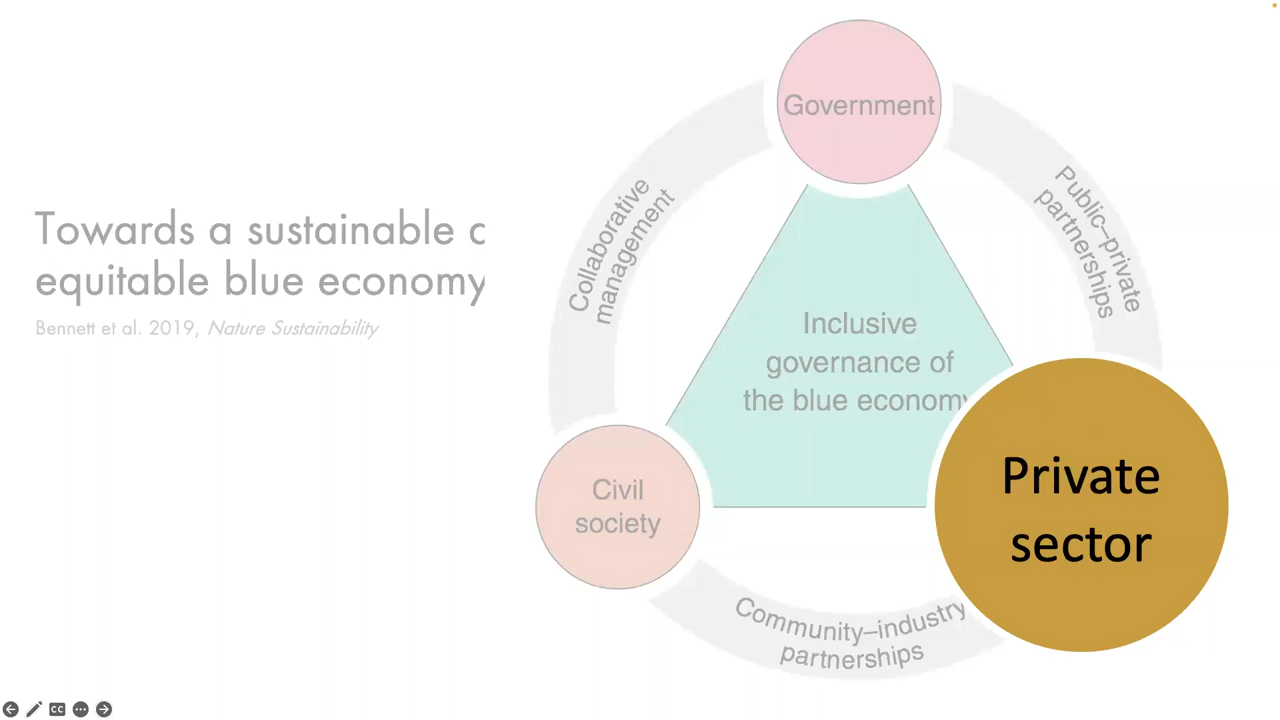 Towards a sustainable
equitable blue economy
Bennett et al. 2019, Nature Sustainability
Government
Collaborative
management
Public–private
partnerships
Inclusive
governance of
the blue economy
Civil
society
Private
sector
Community–industry
partnerships
CC